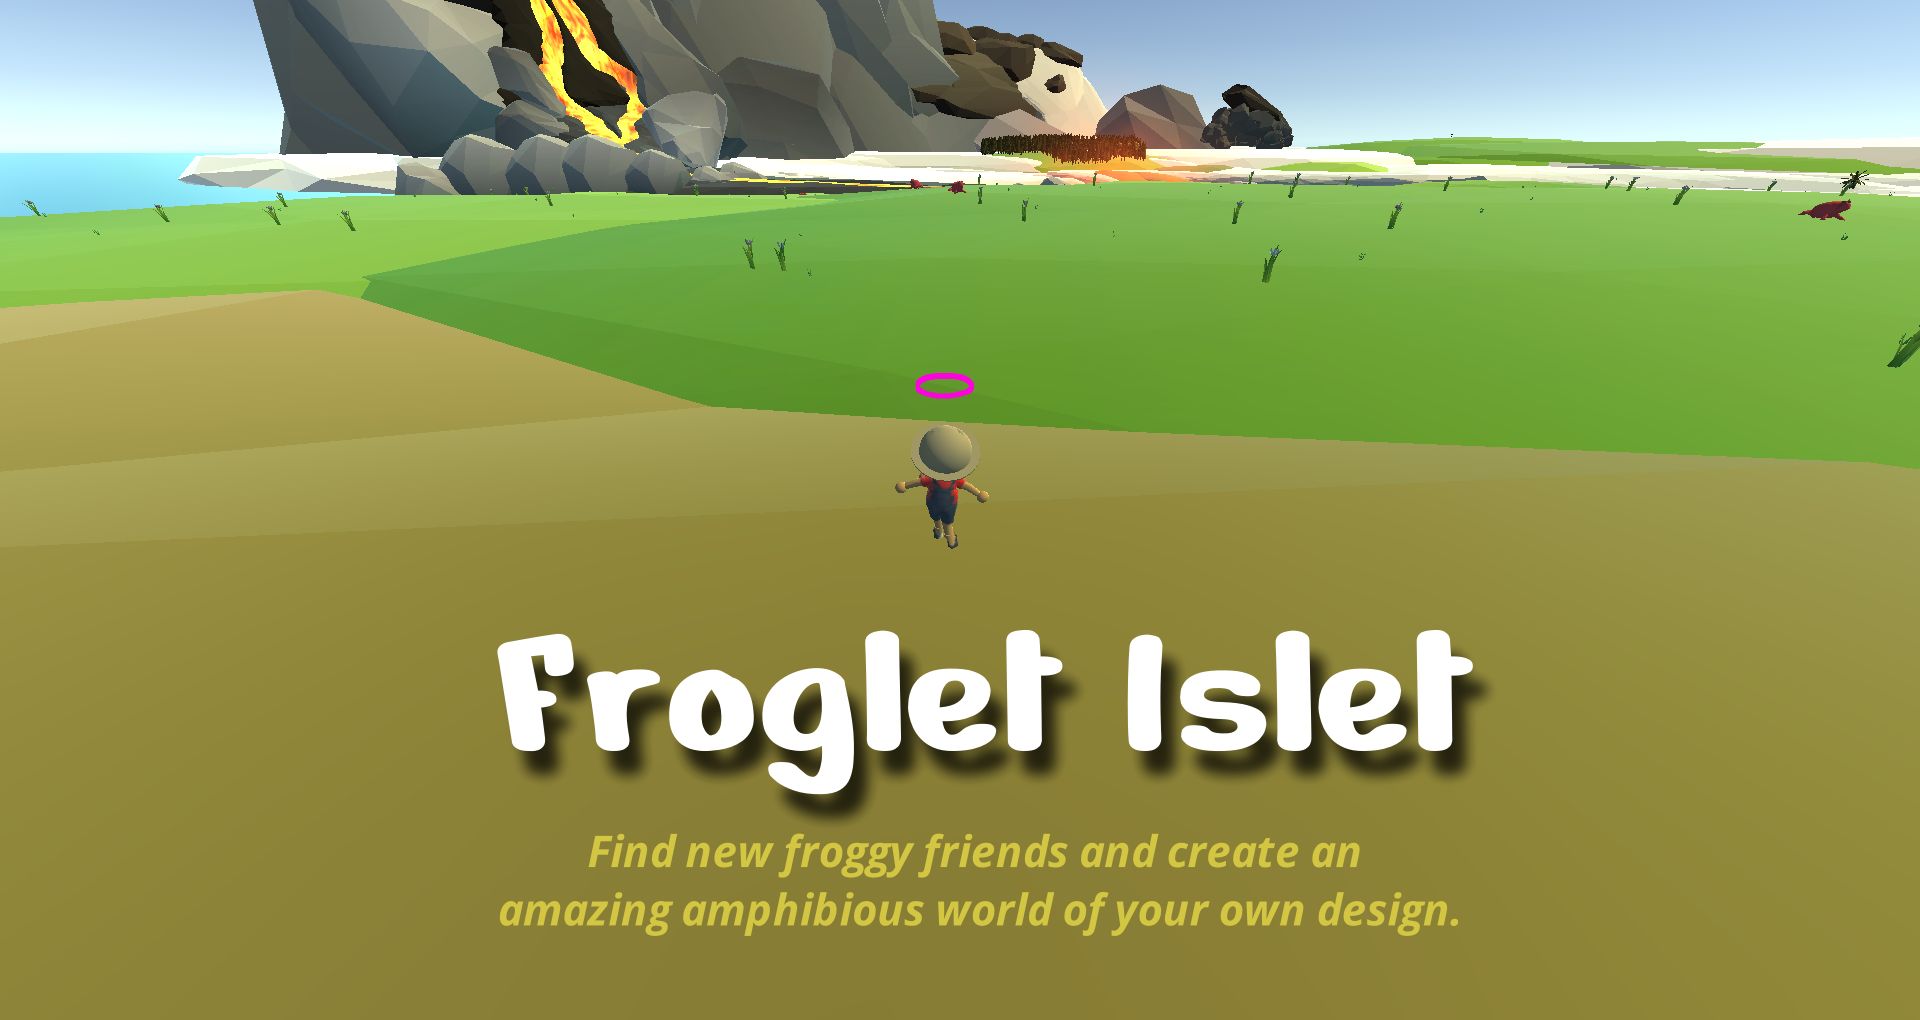 Froglet Islet
Find new froggy friends and create an
amazing amphibious world of your own design.